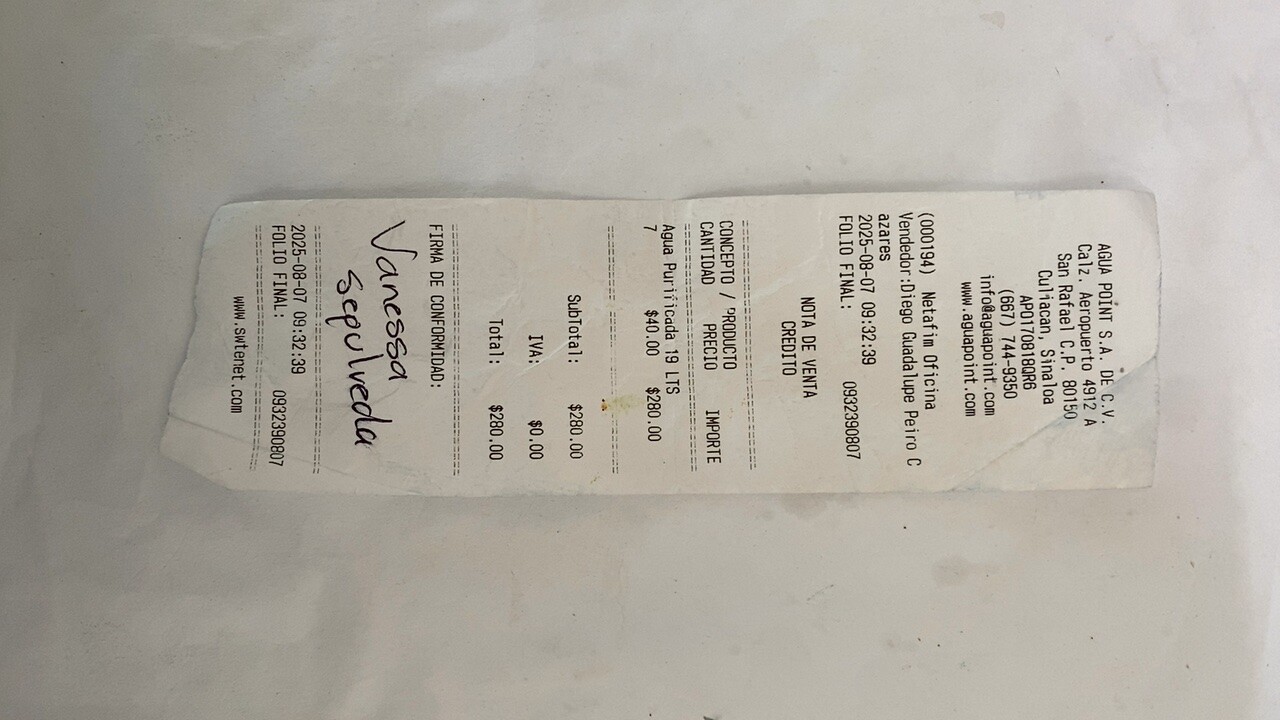 AGUA POINT S.A. DE C.V.
Calz. Aeropuerto 4912 A
San Rafael C.P. 80150
Culiacan, Sinaloa
APO170818QR6
(667) 744-9350
info@aguapoint.com
www.aguapoint.com
(000194) Netafim Oficina
Vendedor:Diego Guadalupe Peiro C
azares
2025-08-07 09:32:39
FOLIO FINAL: 0932390807
NOTA DE VENTA
CREDITO
CONCEPTO / PRODUCTO
CANTIDAD PRECIO IMPORTE
Agua Purificada 19 LTS
7 $40.00 $280.00
SubTotal: $280.00
IVA: $0.00
Total: $280.00
FIRMA DE CONFORMIDAD:
Vanessa
Sepulveda
2025-08-07 09:32:39
FOLIO FINAL: 0932390807
www.swtenet.com